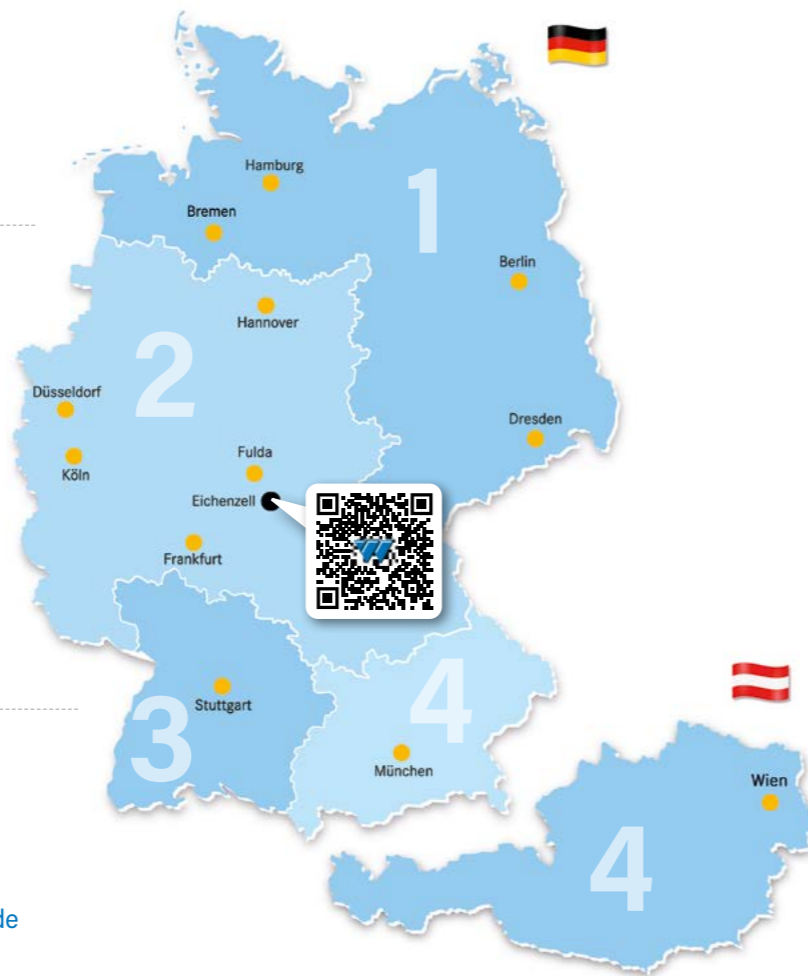 Hamburg
1
Bremen
Berlin
Hannover
2
Düsseldorf
Dresden
Fulda
Köln
Eichenzell
W
Frankfurt
4
Stuttgart
3
München
Wien
4
de